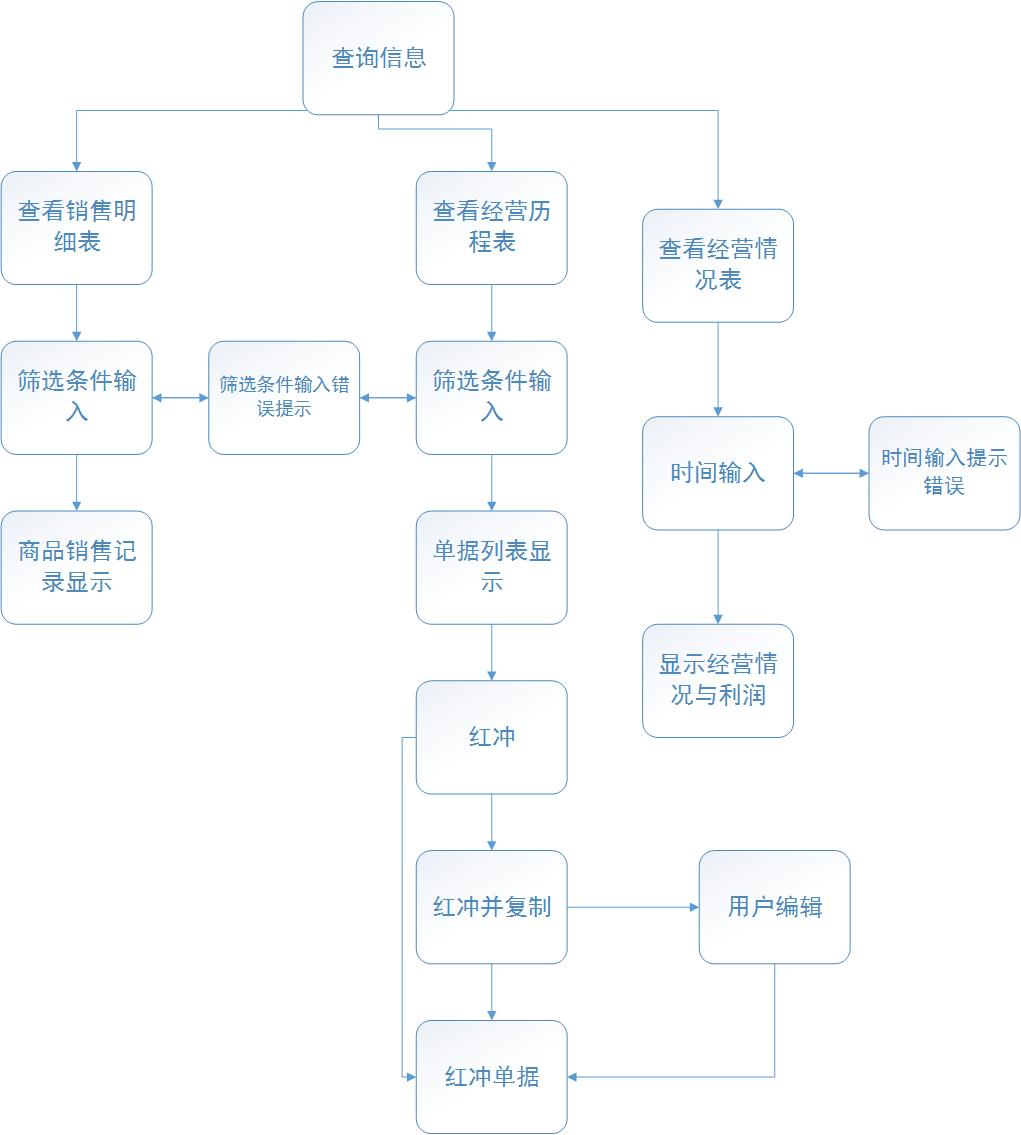 查询信息
查看销售明
细表
查看经营历
程表
查看经营情
况表
筛选条件输
入
筛选条件输入错
误提示
筛选条件输
入
时间输入
时间输入提示
错误
商品销售记
录显示
单据列表显
示
显示经营情
况与利润
红冲
红冲并复制
用户编辑
红冲单据